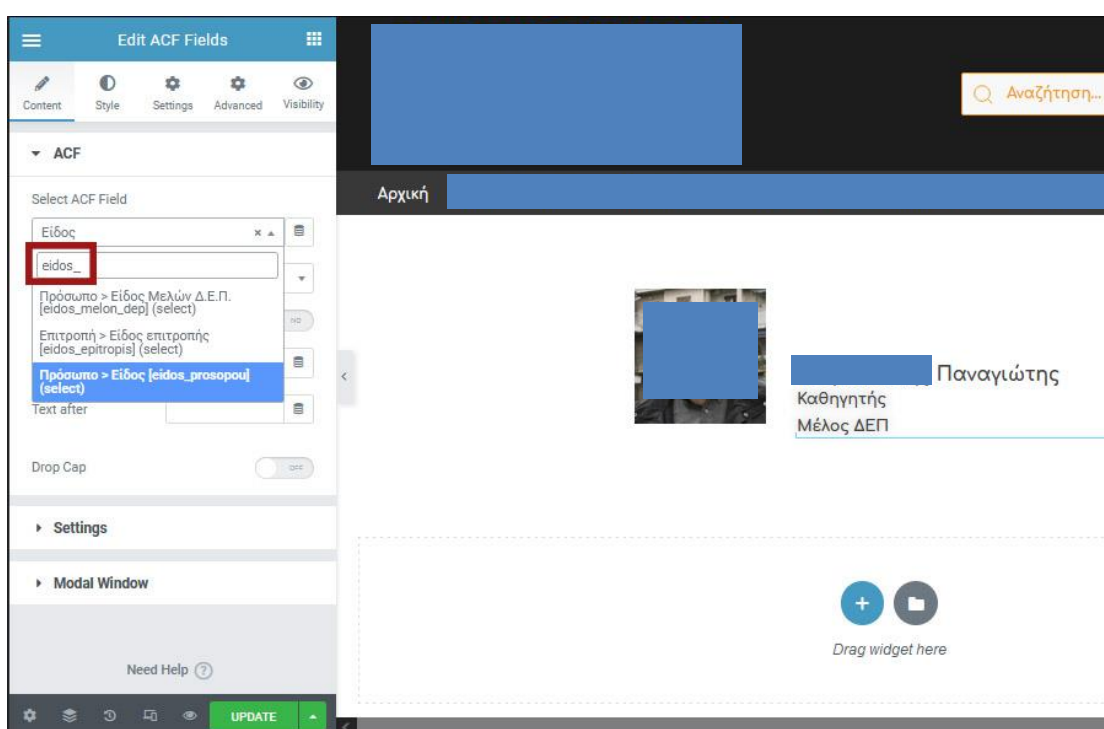 Edit ACF Fields
Content Style Settings Advanced Visibility
ACF
Select ACF Field
Είδος
eidos_
Πρόσωπο > Είδος Μελών Δ.Ε.Π.
[eidos_melon_dep] (select)
Επιτροπή > Είδος επιτροπής
[eidos_epitropis] (select)
NO
Πρόσωπο > Είδος [eidos_prosopou]
(select)
Text after
Drop Cap
OFF
Settings
Modal Window
Need Help ?
UPDATE
Αναζήτηση...
Αρχική
Παναγιώτης
Καθηγητής
Μέλος ΔΕΠ
Drag widget here